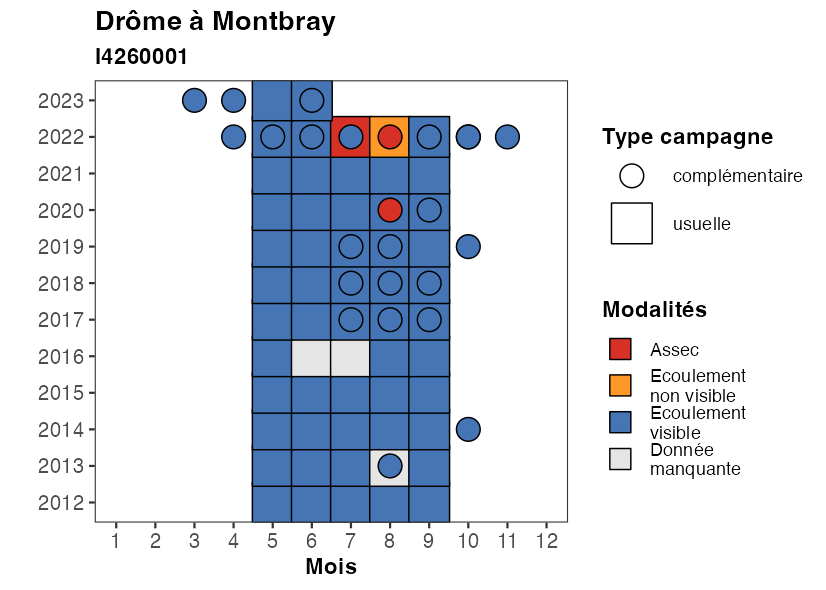 Drôme à Montbray
I4260001
2023
2022
2021
2020
2019
2018
2017
2016
2015
2014
2013
2012
1 2 3 4 5 6 7 8 9 10 11 12
Mois
Type campagne
complémentaire
usuelle
Modalités
Assec
Ecoulement
non visible
Ecoulement
visible
Donnée
manquante